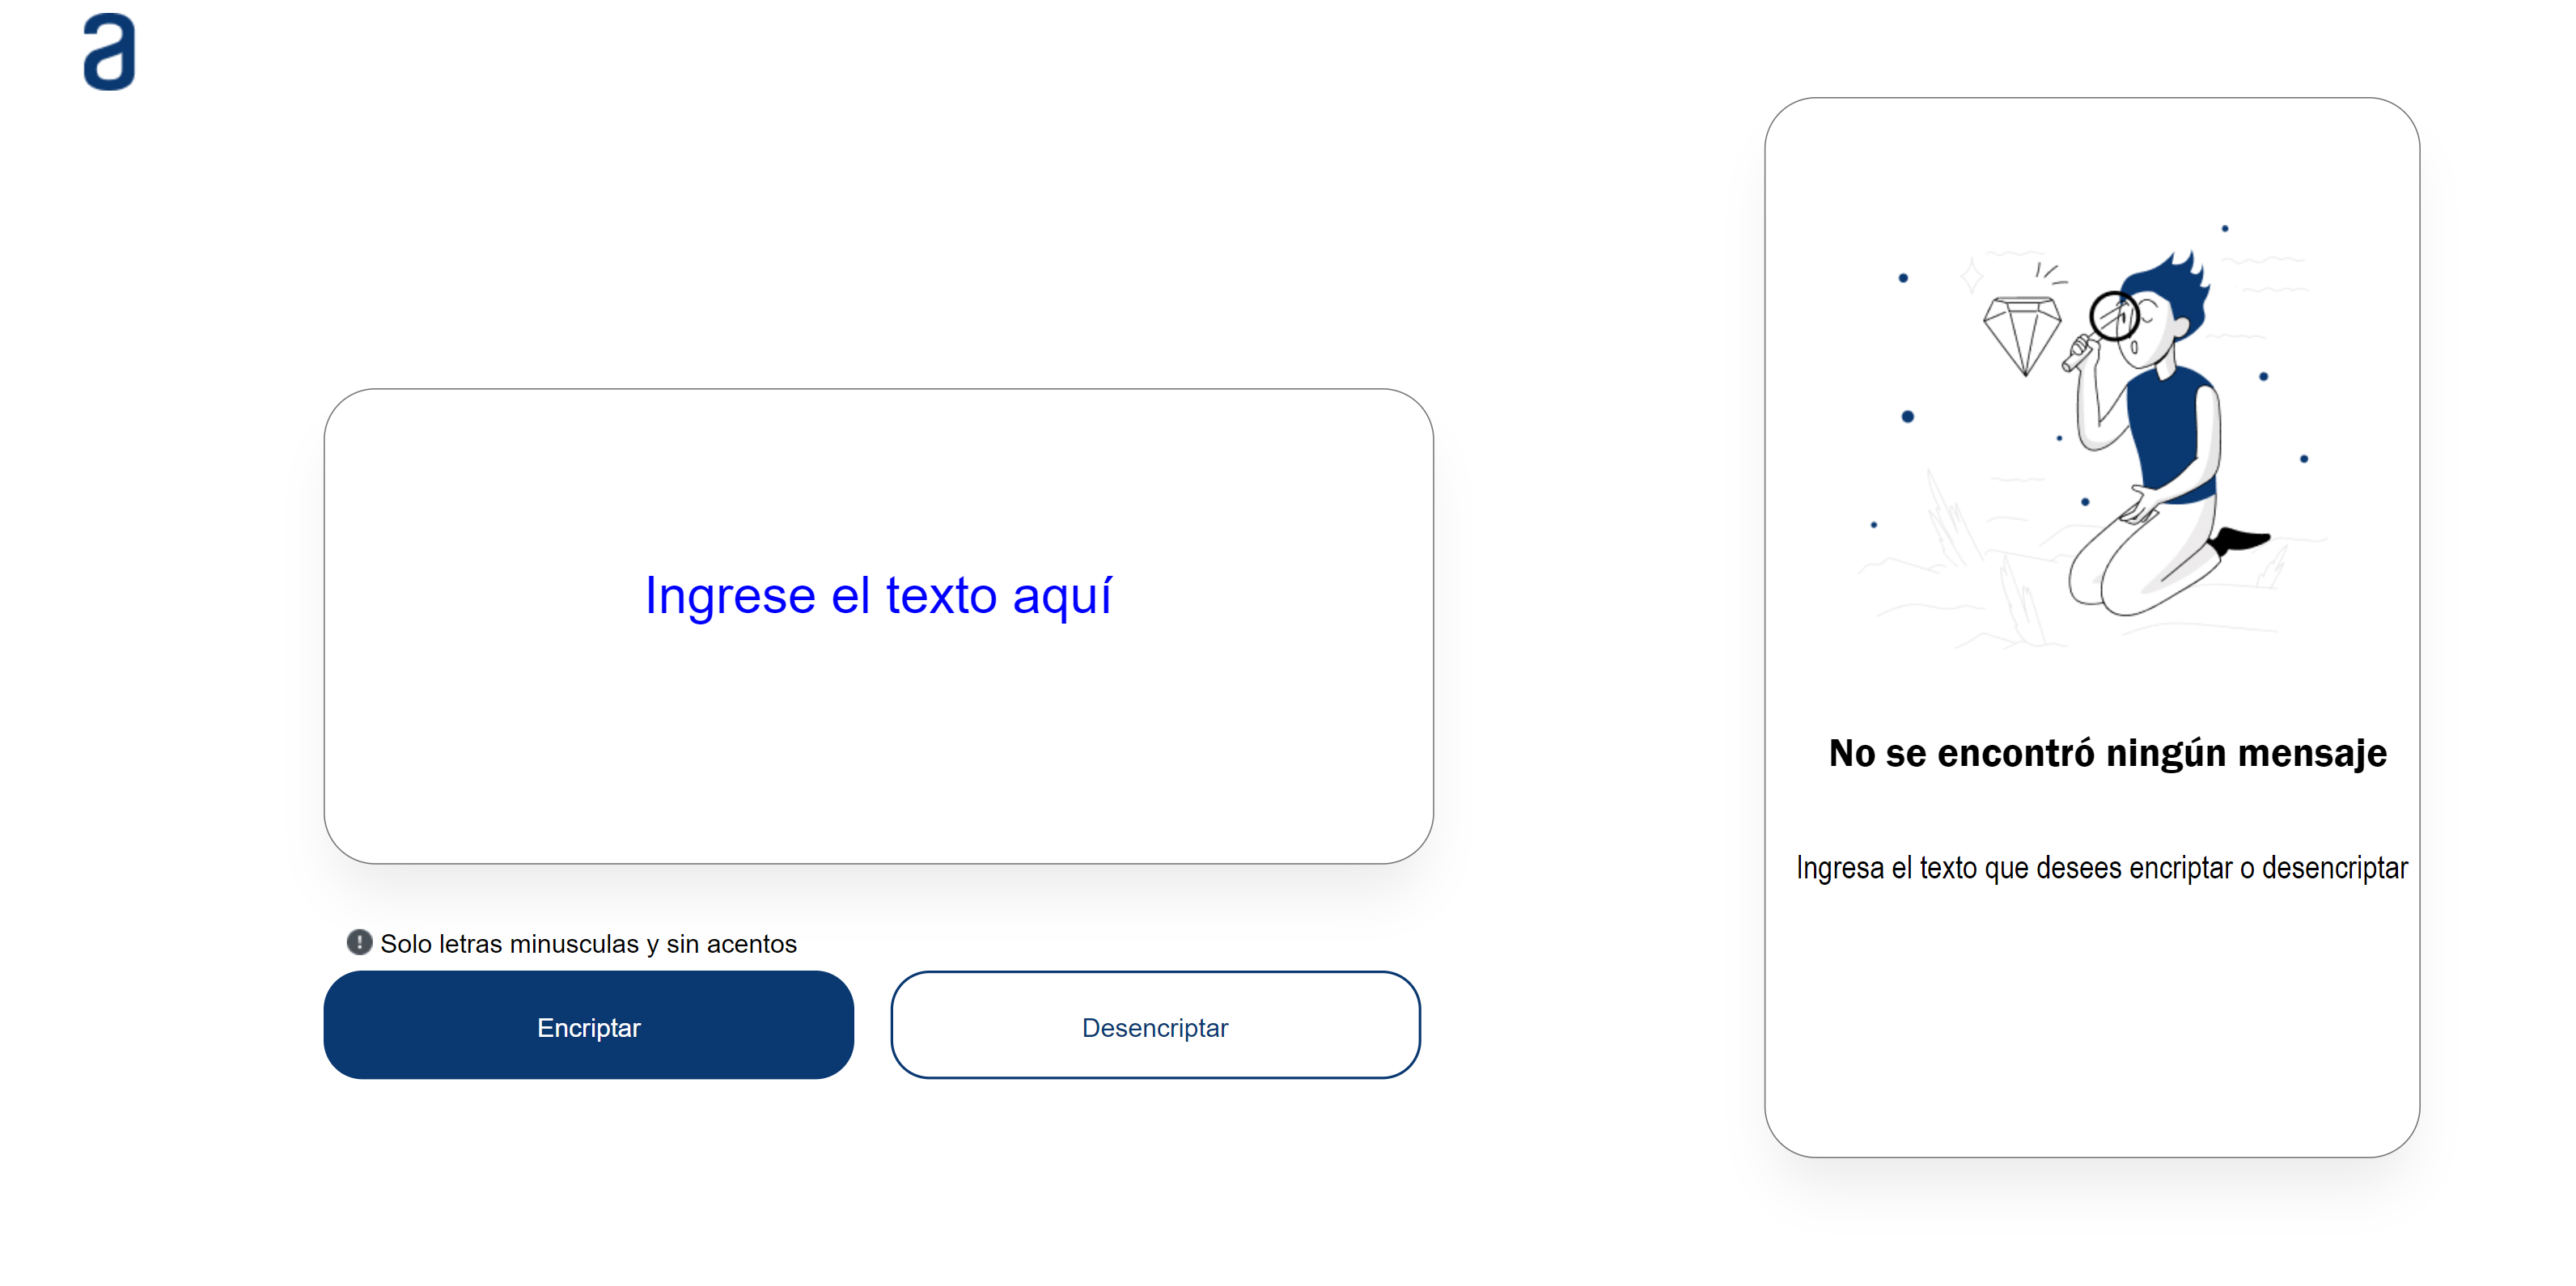 a
Ingrese el texto aquí
Solo letras minusculas y sin acentos
Encriptar
Desencriptar
No se encontró ningún mensaje
Ingresa el texto que desees encriptar o desencriptar